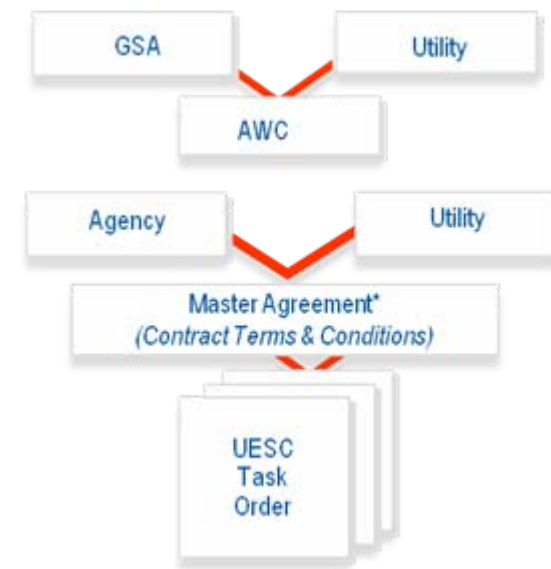 GSA
Utility
AWC
Agency
Utility
Master Agreement*
(Contract Terms & Conditions)
UESC
Task
Order